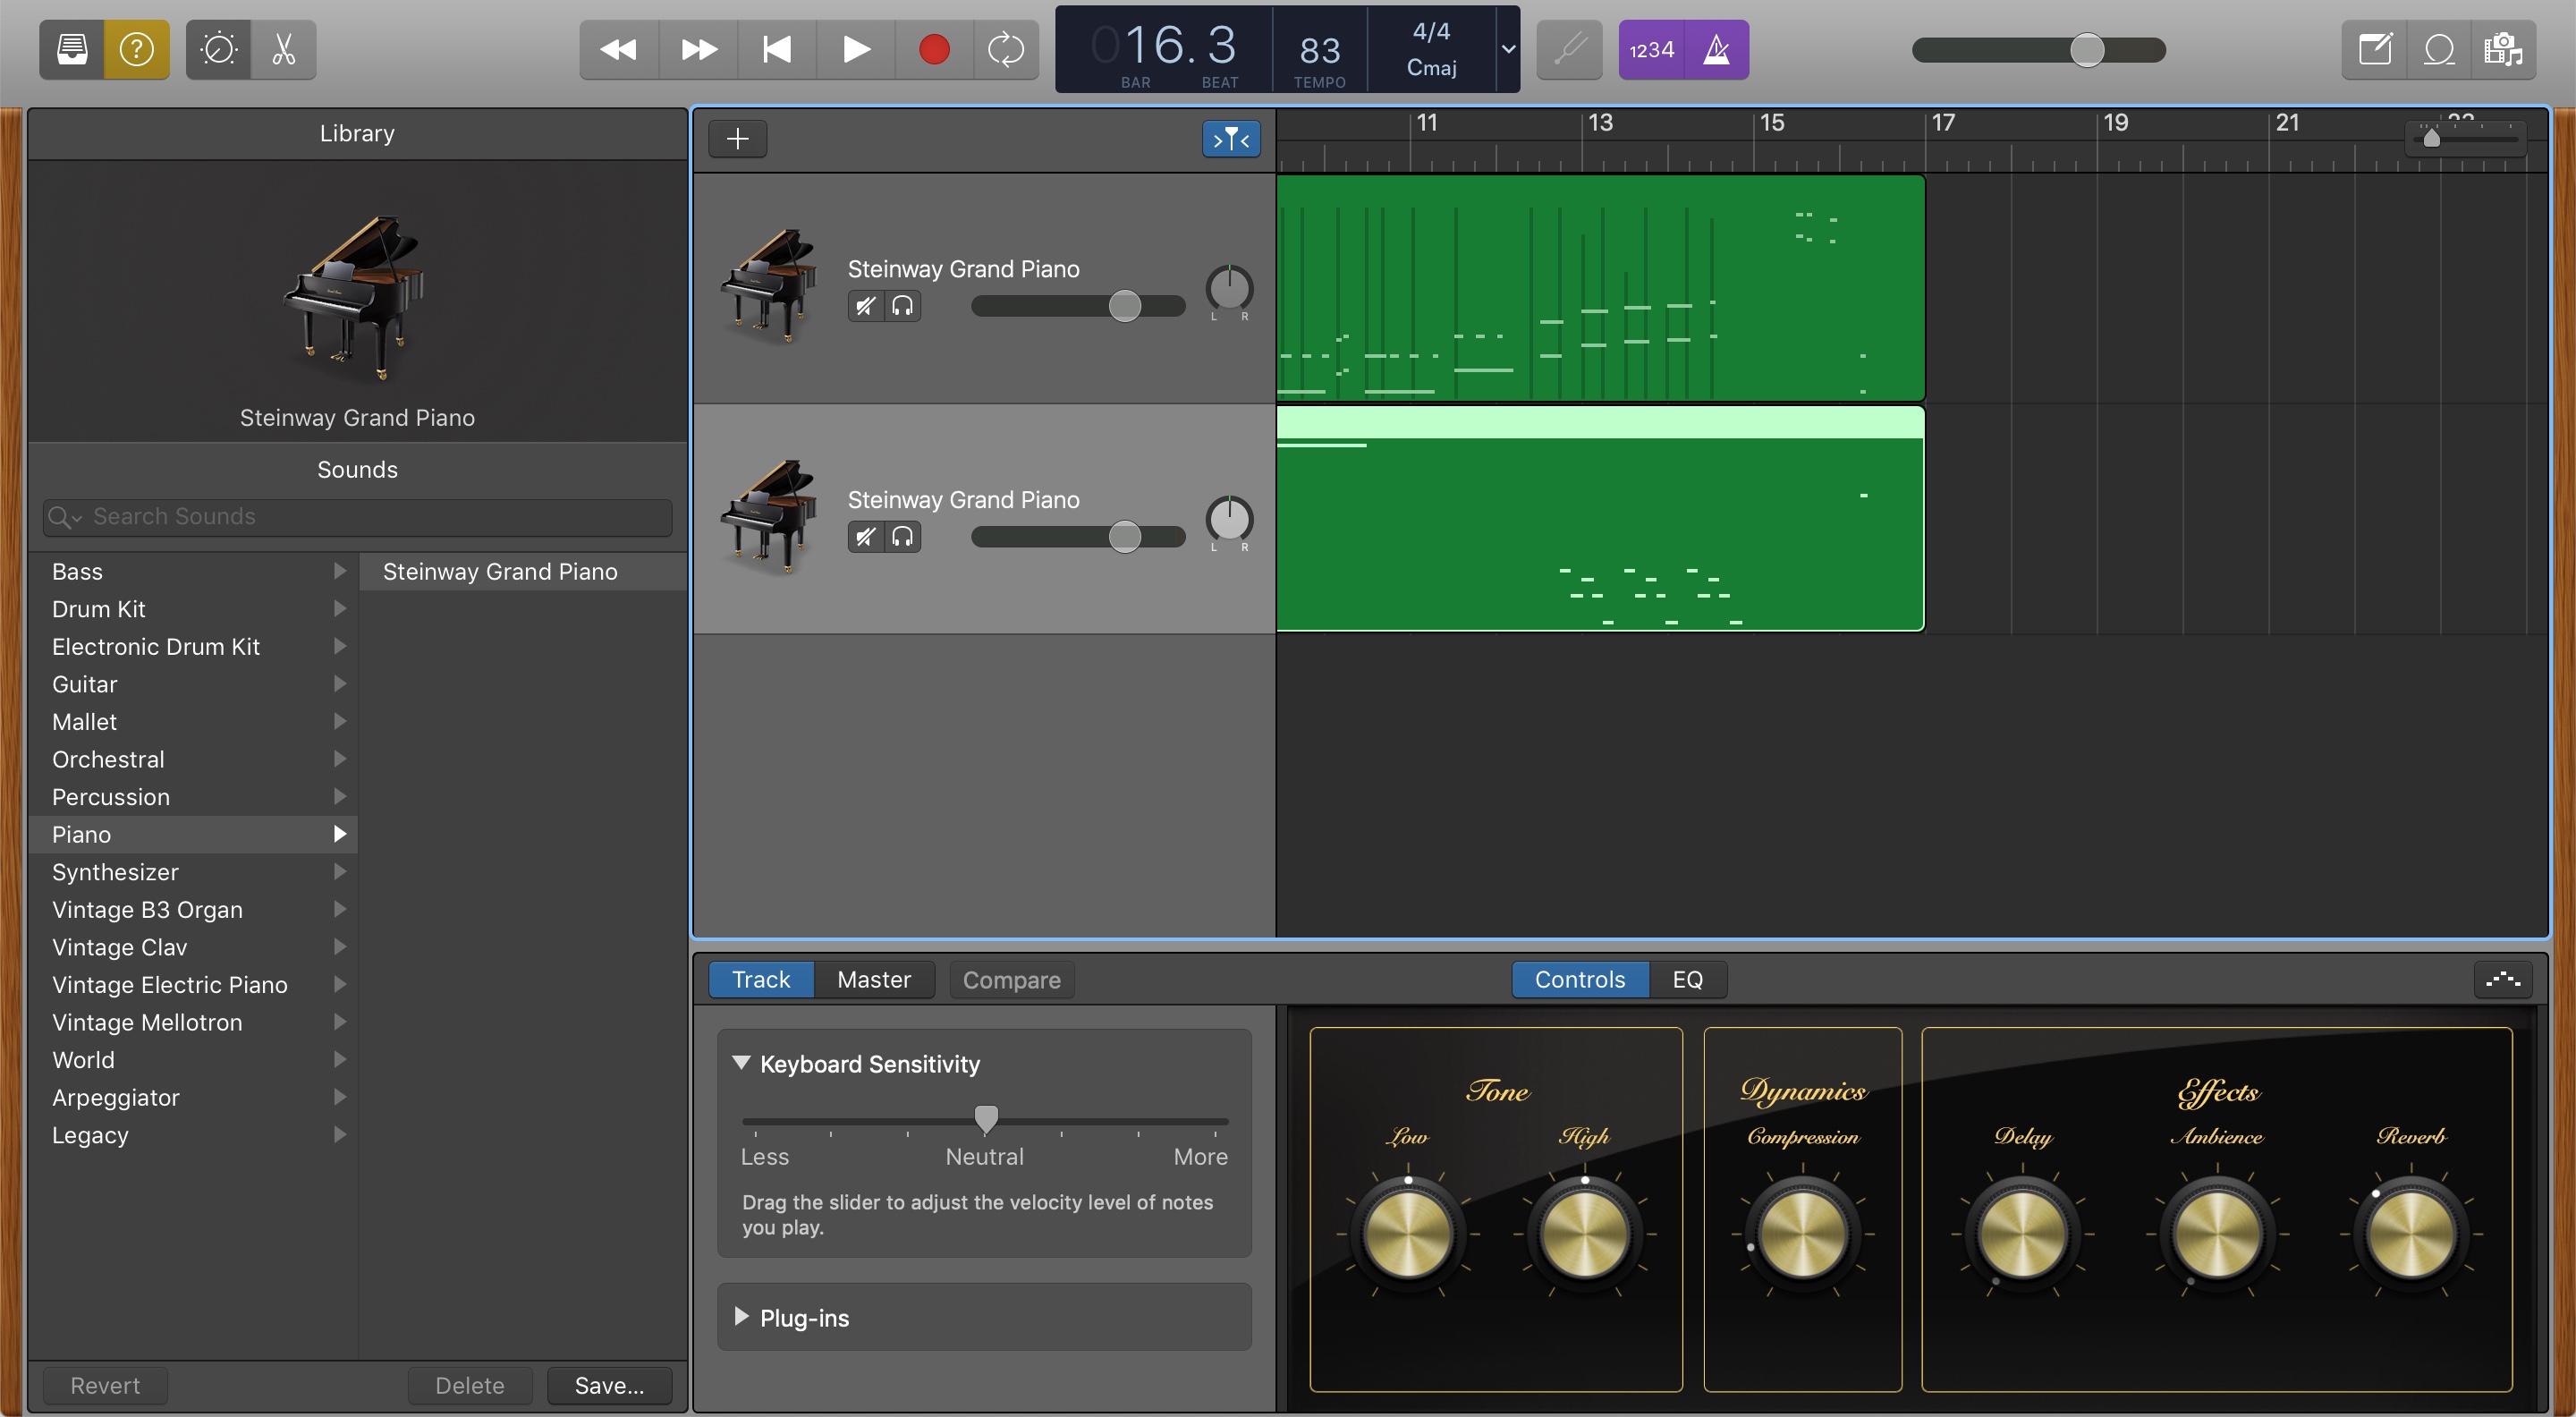 016.3
BAR
BEAT
83
TEMPO
4/4
Cmaj
1234
Library
Steinway Grand Piano
Sounds
Search Sounds
Bass
Drum Kit
Electronic Drum Kit
Guitar
Mallet
Orchestral
Percussion
Piano
Synthesizer
Vintage B3 Organ
Vintage Clav
Vintage Electric Piano
Vintage Mellotron
World
Arpeggiator
Legacy
Steinway Grand Piano
Revert
Delete
Save...
11
13
15
17
19
21
Steinway Grand Piano
L R
Steinway Grand Piano
L R
Track
Master
Compare
Controls
EQ
Keyboard Sensitivity
Less
Neutral
More
Drag the slider to adjust the velocity level of notes
you play.
Plug-ins
Tone
Low
High
Dynamics
Compression
Effects
Delay
Ambience
Reverb